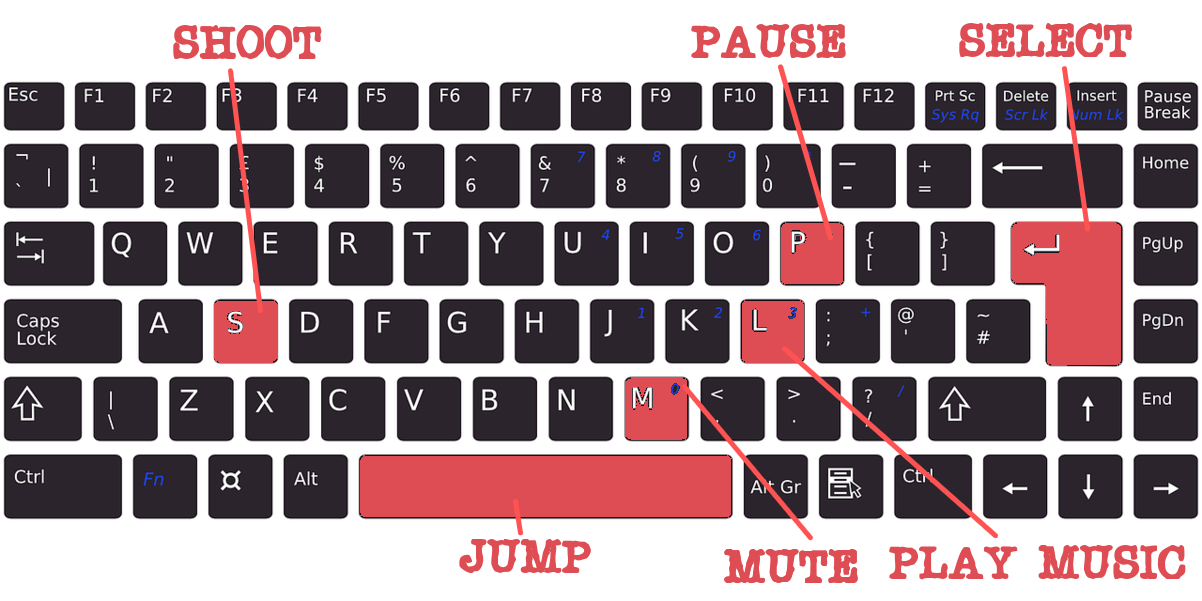 SHOOT PAUSE SELECT
Esc F1 F2 F3 F4 F5 F6 F7 F8 F9 F10 F11 F12 Prt Sc Delete Insert Pause
Sys Rq Scr Lk Num Lk Break
¬ ! " £ $ % ^ & 7 * 8 ( 9 ) — + Home
` | 1 2 3 4 5 6 7 8 9 0 - =
Q W E R T Y U 4 I 5 O 6 P { } PgUp
[ ]
Caps A S D F G H J 1 K 2 L 3 : + @ ~ PgDn
Lock ; ' #
| Z X C V B N M 0 < > ? / End
\ , . /
Ctrl Fn Alt Alt Gr Ctrl
JUMP MUTE PLAY MUSIC